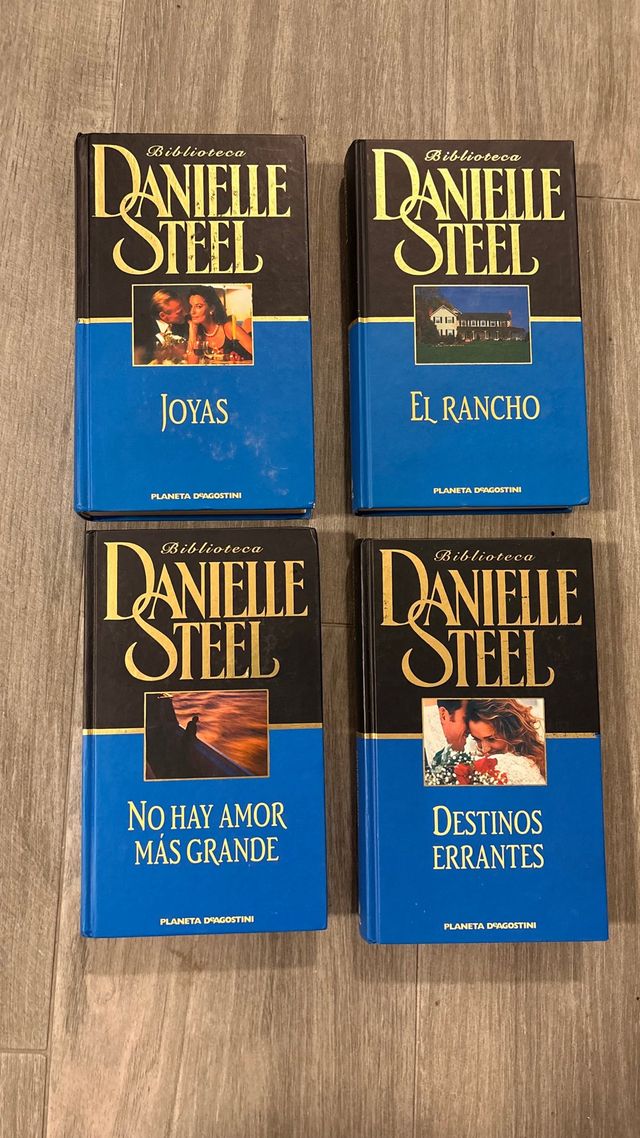 Biblioteca
DANIELLE
STEEL
JOYAS
PLANETA DEAGOSTINI
Biblioteca
DANIELLE
STEEL
EL RANCHO
PLANETA DEAGOSTINI
Biblioteca
DANIELLE
STEEL
NO HAY AMOR
MÁS GRANDE
PLANETA DEAGOSTINI
Biblioteca
DANIELLE
STEEL
DESTINOS
ERRANTES
PLANETA DEAGOSTINI